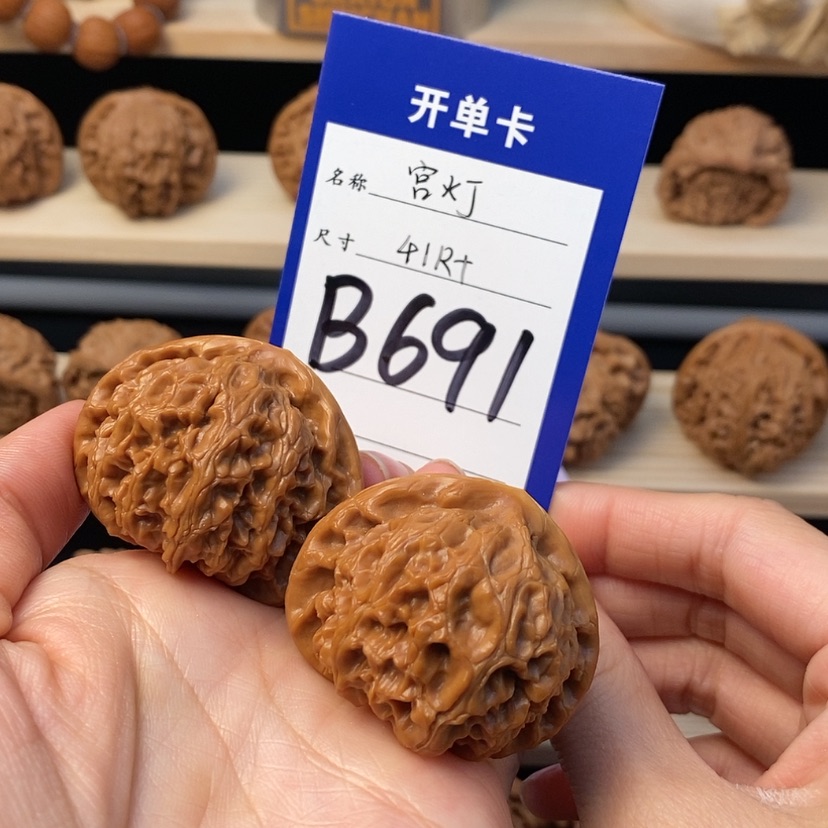 开单卡
名称 宫灯
尺寸 41R+
B691